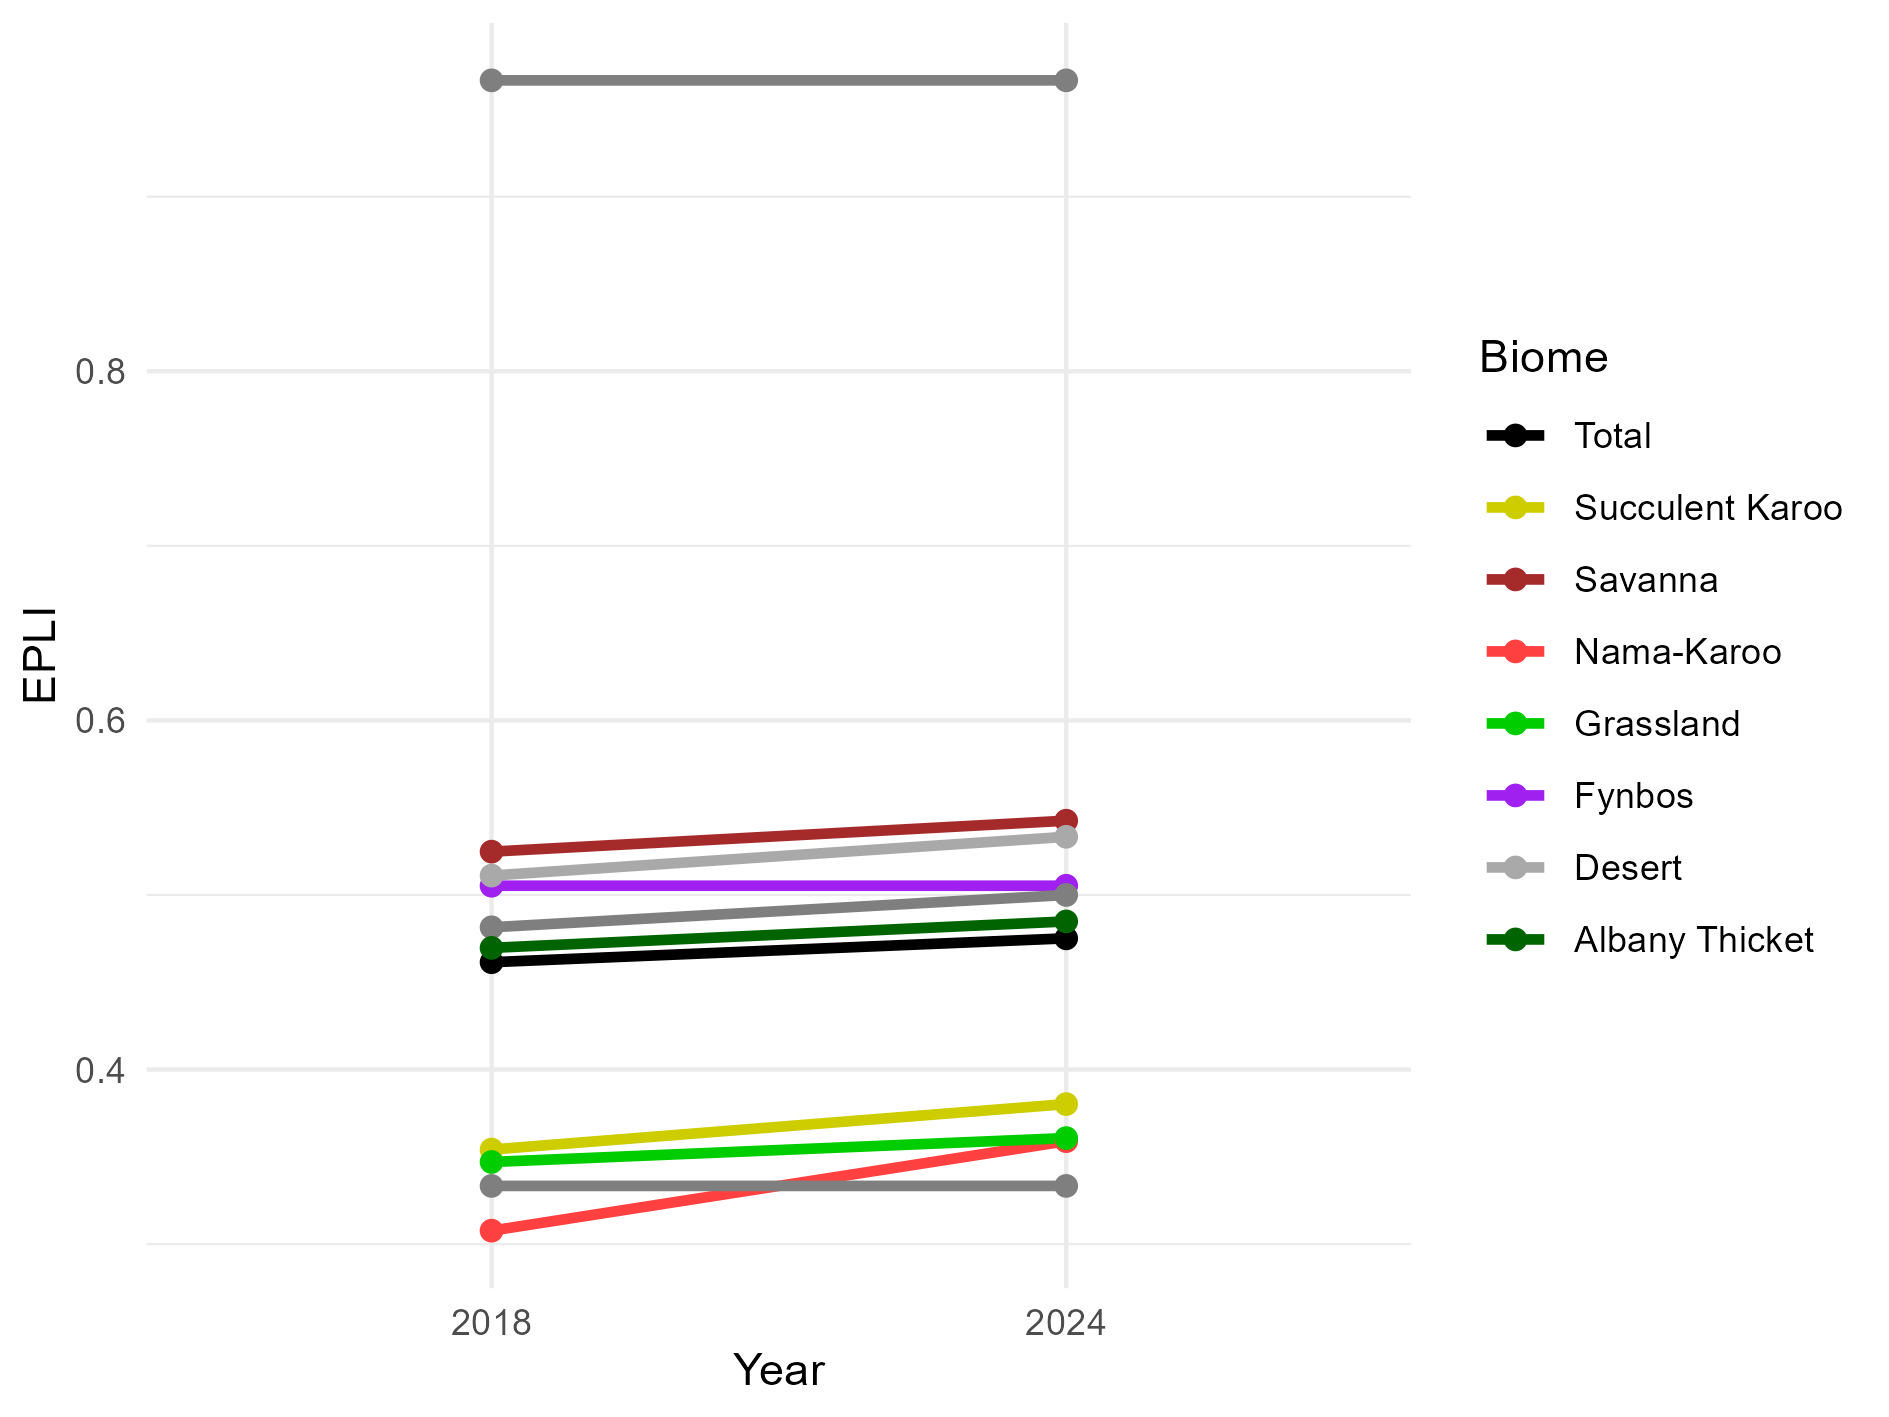 0.8
0.6
0.4
EPLI
2018
2024
Year
Biome
Total
Succulent Karoo
Savanna
Nama-Karoo
Grassland
Fynbos
Desert
Albany Thicket